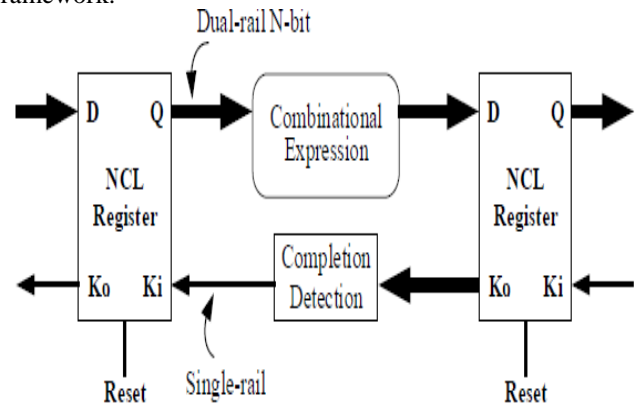 ramework.
Dual-rail N-bit
D Q
Combinational
Expression
D Q
NCL
Register
NCL
Register
Completion
Detection
Ko Ki
Ko Ki
Single-rail
Reset
Reset